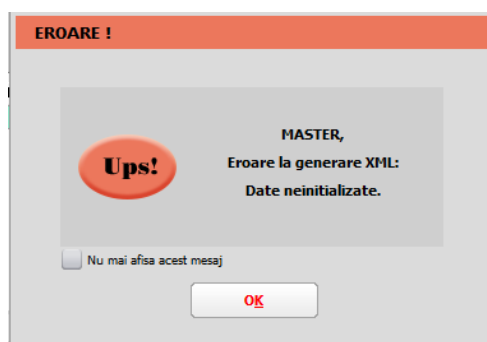 EROARE !
Ups!
MASTER,
Eroare la generare XML:
Date neinitializate.
Nu mai afisa acest mesaj
OK